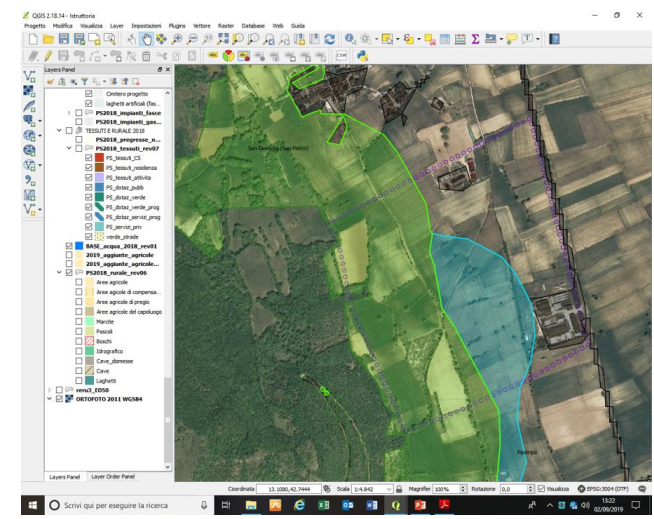 QGIS 2.18.14 - Istruttoria
Progetto Modifica Visualizza Layer Impostazioni Plugins Vettore Raster Database Web Guida
CSW
Layers Panel
Cimitero progetto
laghetti artificiali (fas...
PS2018_impianti_fasce
PS2018_impianti_gas...
TESSUTI E RURALE 2018
PS2018_pregresse_n...
PS2018_tessuti_rev07
PS_tessuti_CS
PS_tessuti_residenza
PS_tessuti_attivita
PS_dotaz_pubb
PS_dotaz_verde
PS_dotaz_verde_prog
PS_dotaz_servizi_prog
PS_servizi_priv
verde_strade
BASE_acqua_2018_rev01
2019_aggiunte_agricole
2019_aggiunte_agricole...
PS2018_rurale_rev06
Aree agricole
Aree agricole di compensa...
Aree agricole di pregio
Aree agricole del capoluogo
Marcite
Pascoli
Boschi
Idrografico
Cave_dismesse
Cave
Laghetti
reru3_ED50
ORTOFOTO 2011 WGS84
Layers Panel Layer Order Panel
Piediripa
Coordinata 13.1080,42.7444 Scala 1:4.842 Magnifier 100% Rotazione 0,0 Visualizza EPSG:3004 (OTF)
Scrivi qui per eseguire la ricerca
13:22
02/09/2019